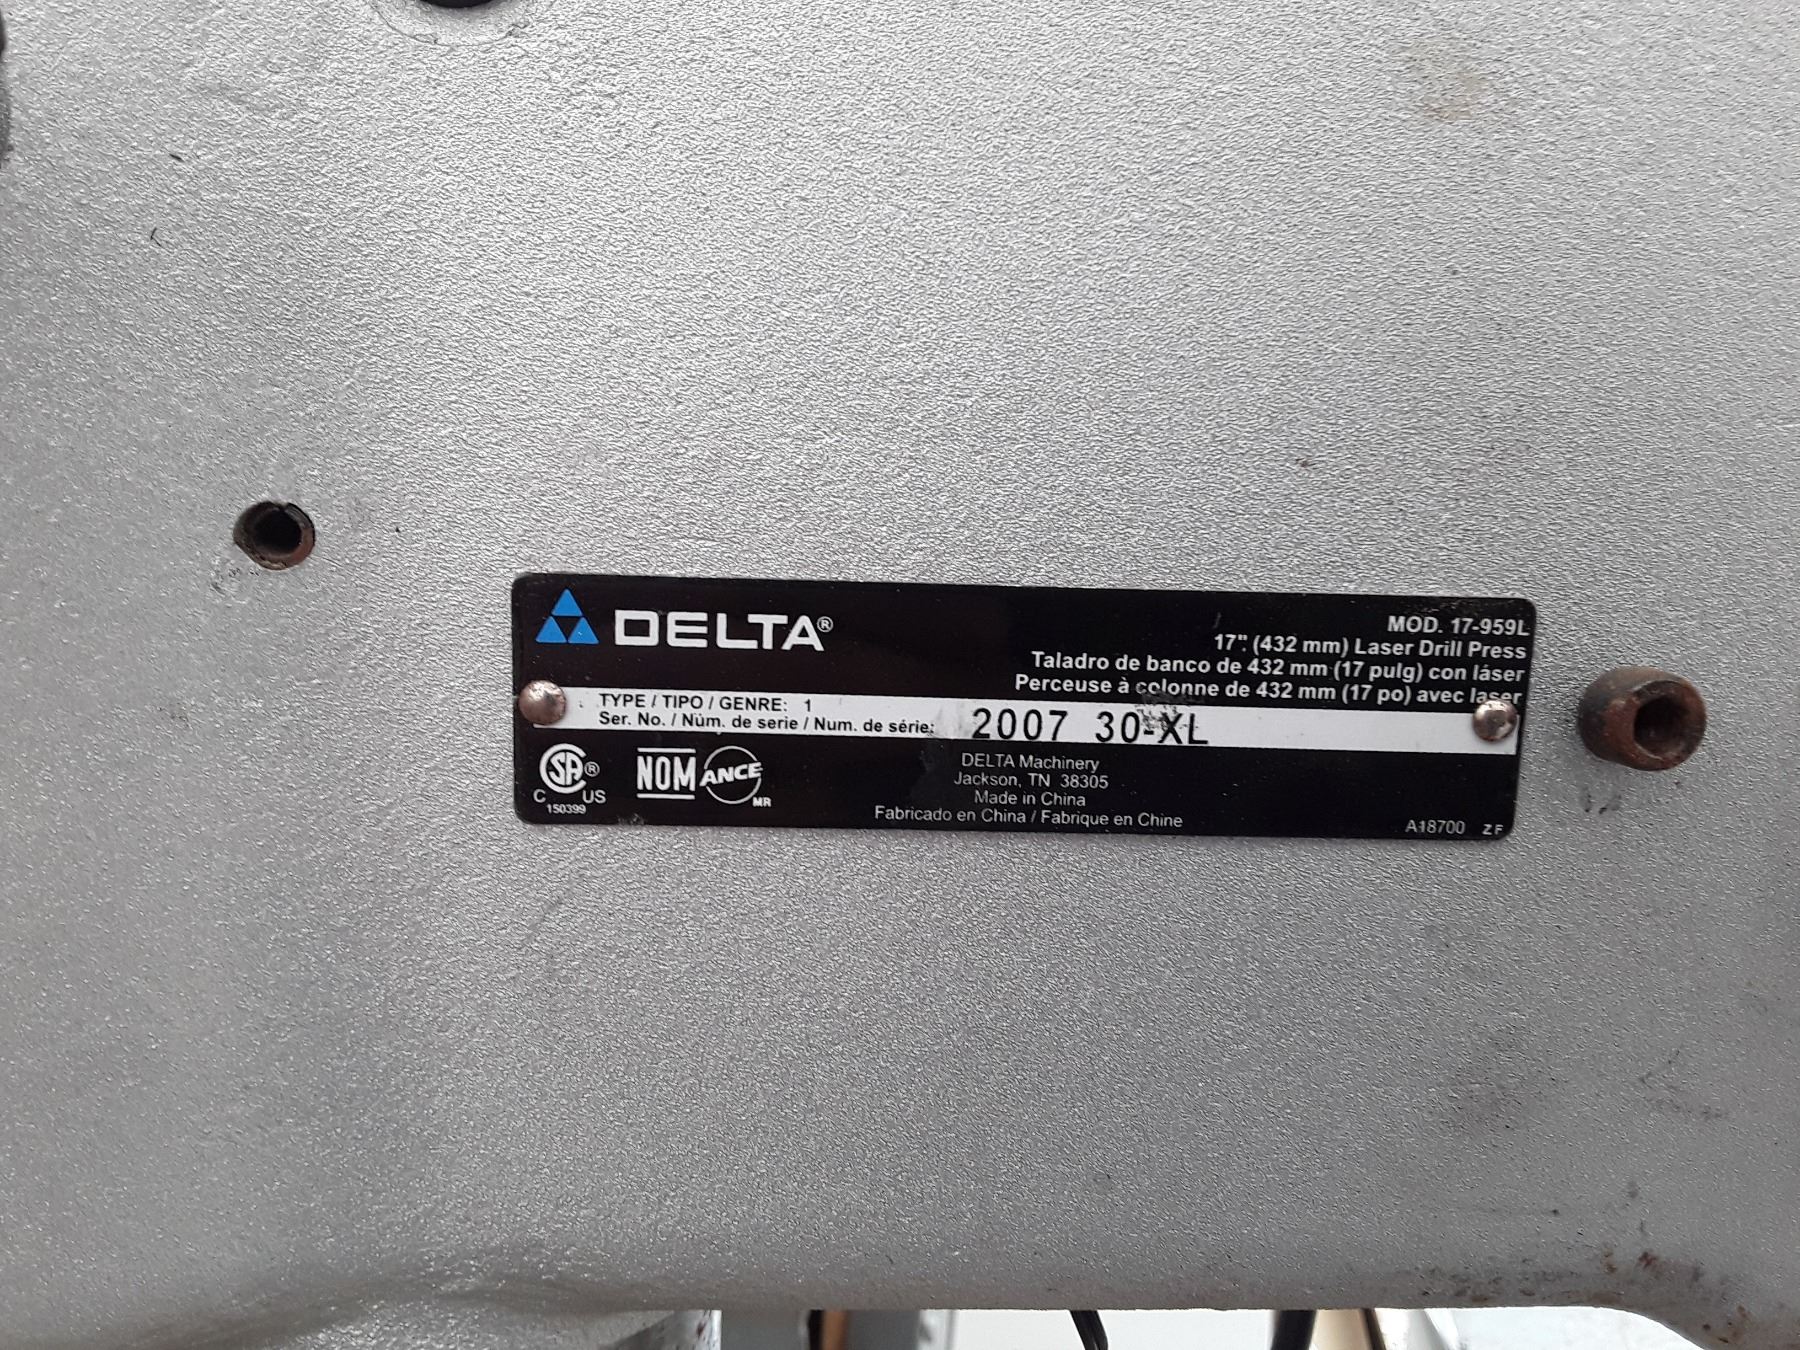 DELTA®
MOD. 17-959L
17" (432 mm) Laser Drill Press
Taladro de banco de 432 mm (17 pulg) con láser
Perceuse à colonne de 432 mm (17 po) avec laser
TYPE / TIPO / GENRE: 1
Ser. No. / Núm. de serie / Num. de série: 2007 30-XL
CSA® C US 150399
NOM ANCE MR
DELTA Machinery
Jackson, TN 38305
Made in China
Fabricado en China / Fabrique en Chine
A18700 ZF